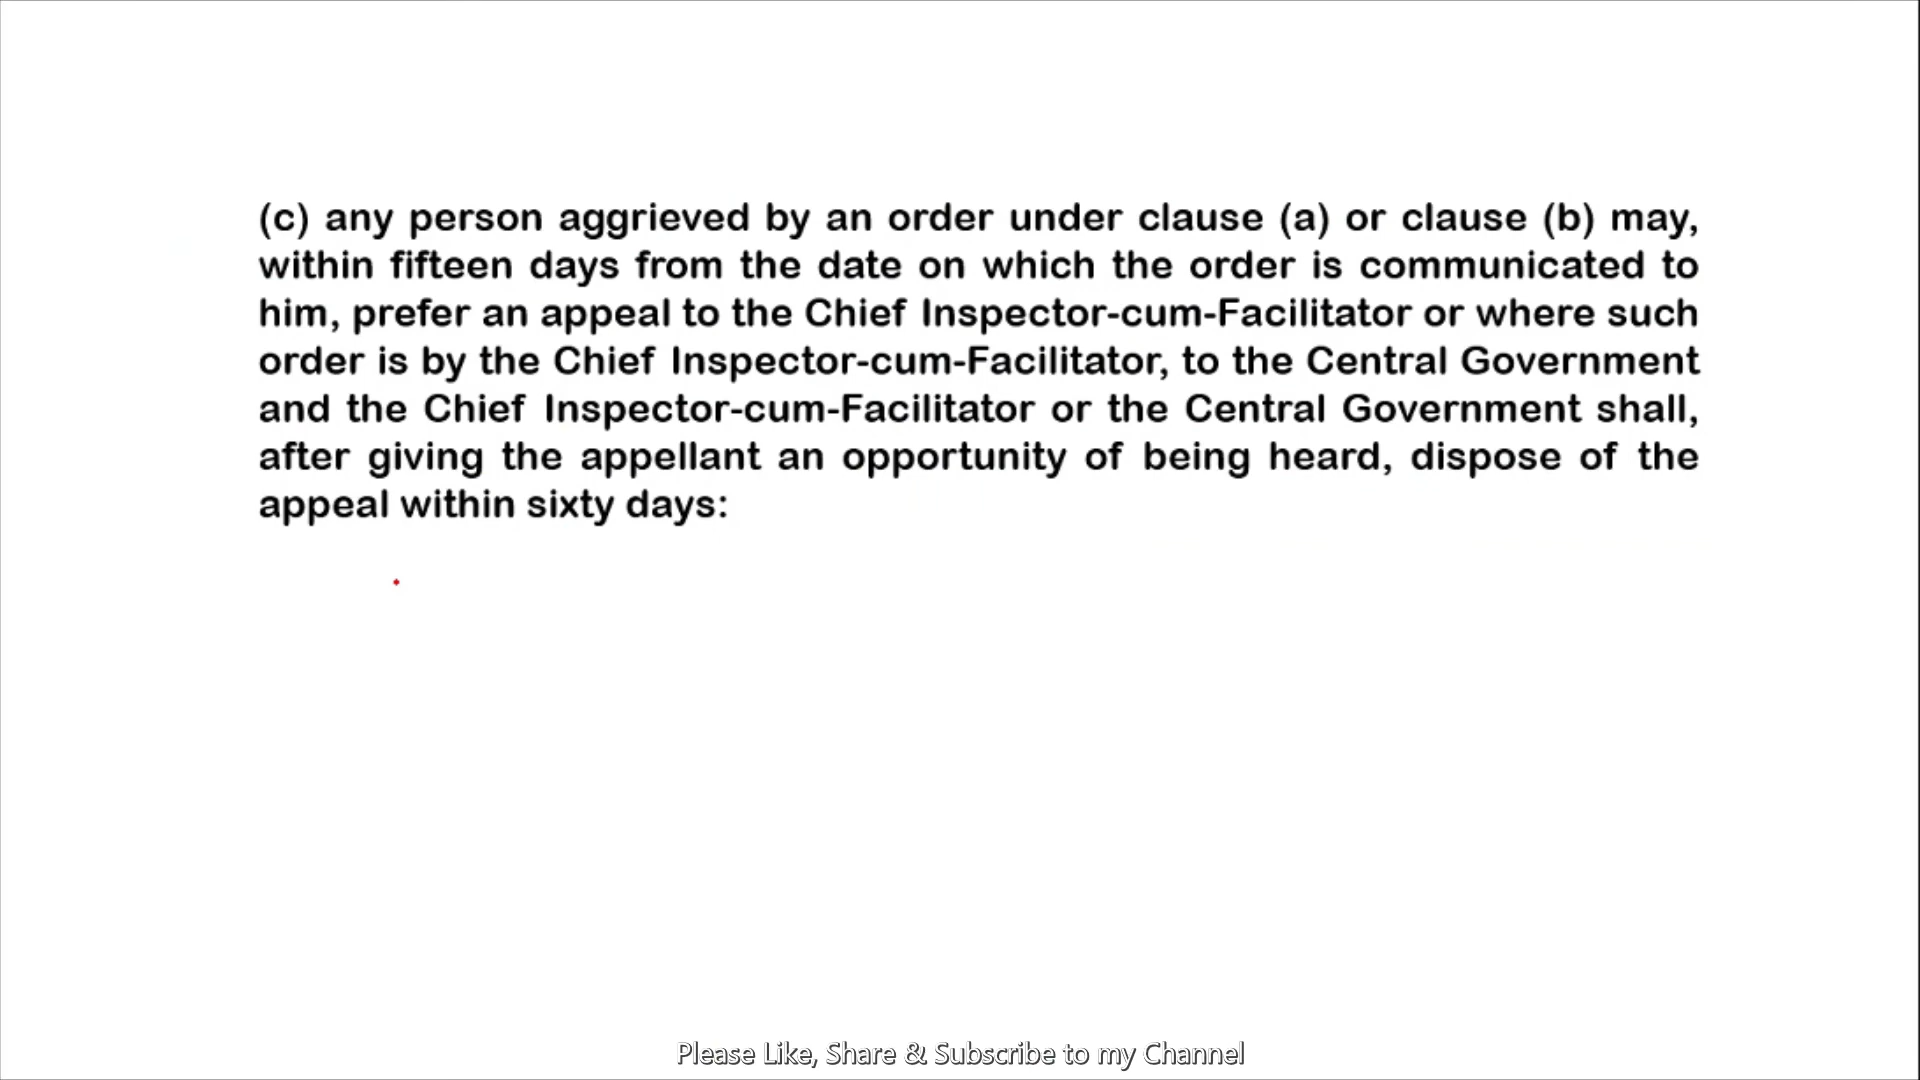 (c) any person aggrieved by an order under clause (a) or clause (b) may,
within fifteen days from the date on which the order is communicated to
him, prefer an appeal to the Chief Inspector-cum-Facilitator or where such
order is by the Chief Inspector-cum-Facilitator, to the Central Government
and the Chief Inspector-cum-Facilitator or the Central Government shall,
after giving the appellant an opportunity of being heard, dispose of the
appeal within sixty days:
Please Like, Share & Subscribe to my Channel